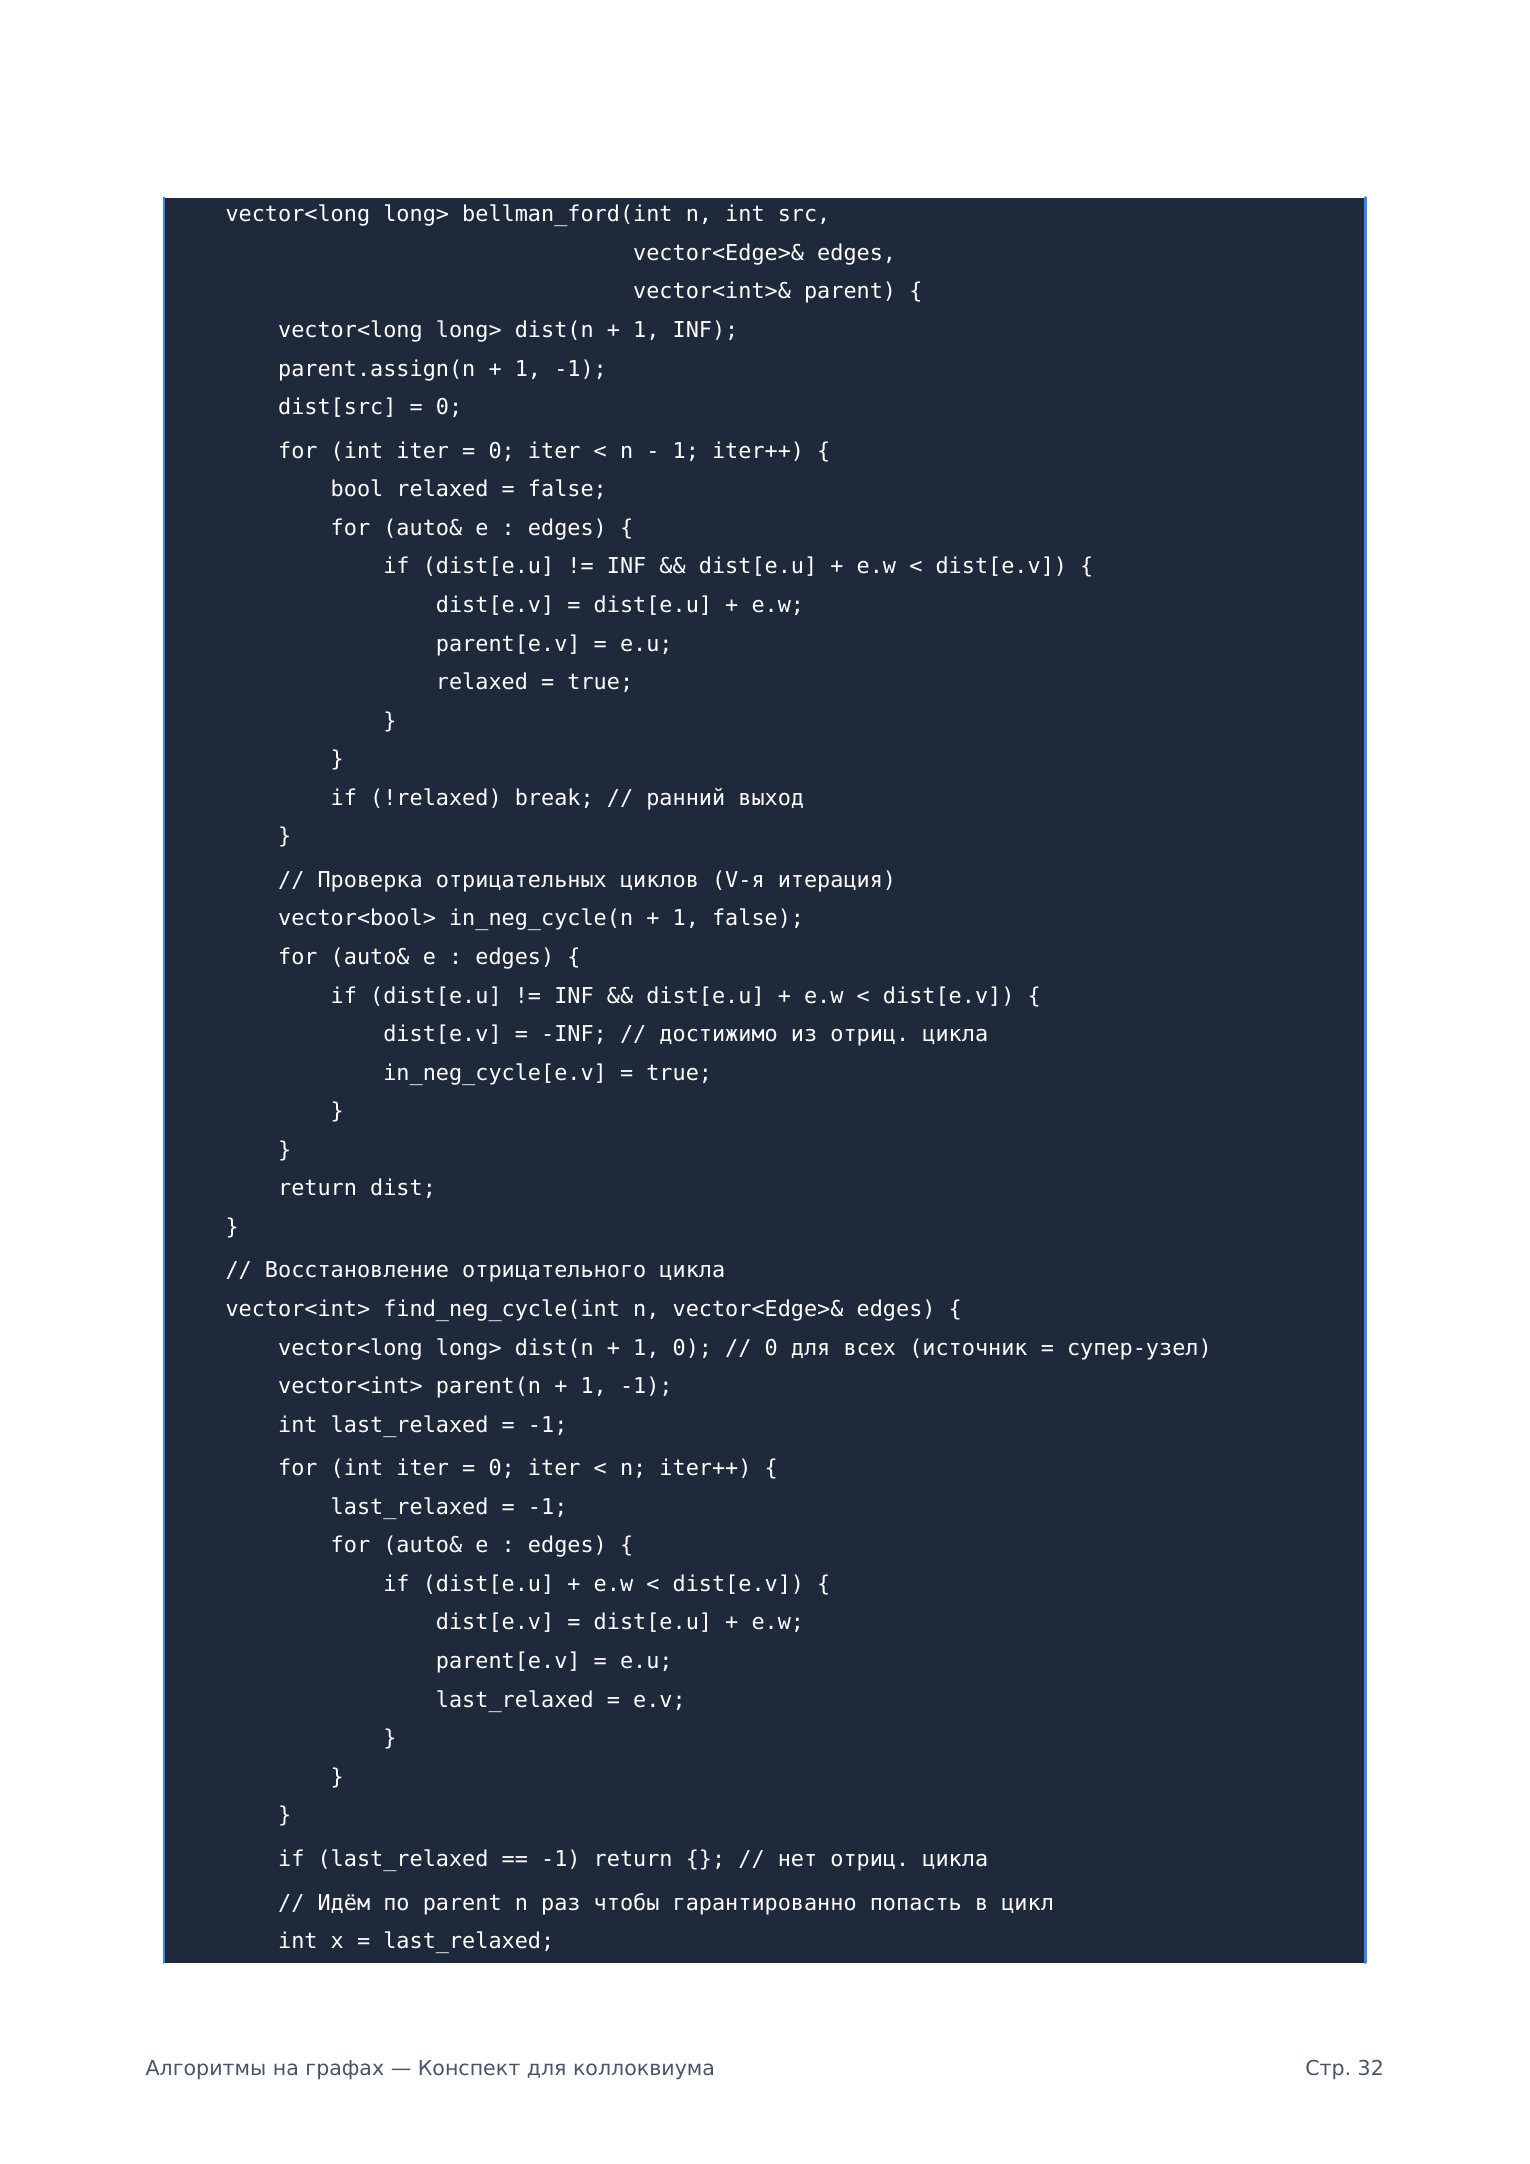 vector<long long> bellman_ford(int n, int src,
                               vector<Edge>& edges,
                               vector<int>& parent) {
    vector<long long> dist(n + 1, INF);
    parent.assign(n + 1, -1);
    dist[src] = 0;
    for (int iter = 0; iter < n - 1; iter++) {
        bool relaxed = false;
        for (auto& e : edges) {
            if (dist[e.u] != INF && dist[e.u] + e.w < dist[e.v]) {
                dist[e.v] = dist[e.u] + e.w;
                parent[e.v] = e.u;
                relaxed = true;
            }
        }
        if (!relaxed) break; // ранний выход
    }
    // Проверка отрицательных циклов (V-я итерация)
    vector<bool> in_neg_cycle(n + 1, false);
    for (auto& e : edges) {
        if (dist[e.u] != INF && dist[e.u] + e.w < dist[e.v]) {
            dist[e.v] = -INF; // достижимо из отриц. цикла
            in_neg_cycle[e.v] = true;
        }
    }
    return dist;
}
// Восстановление отрицательного цикла
vector<int> find_neg_cycle(int n, vector<Edge>& edges) {
    vector<long long> dist(n + 1, 0); // 0 для всех (источник = супер-узел)
    vector<int> parent(n + 1, -1);
    int last_relaxed = -1;
    for (int iter = 0; iter < n; iter++) {
        last_relaxed = -1;
        for (auto& e : edges) {
            if (dist[e.u] + e.w < dist[e.v]) {
                dist[e.v] = dist[e.u] + e.w;
                parent[e.v] = e.u;
                last_relaxed = e.v;
            }
        }
    }
    if (last_relaxed == -1) return {}; // нет отриц. цикла
    // Идём по parent n раз чтобы гарантированно попасть в цикл
    int x = last_relaxed;
Алгоритмы на графах — Конспект для коллоквиума
Стр. 32